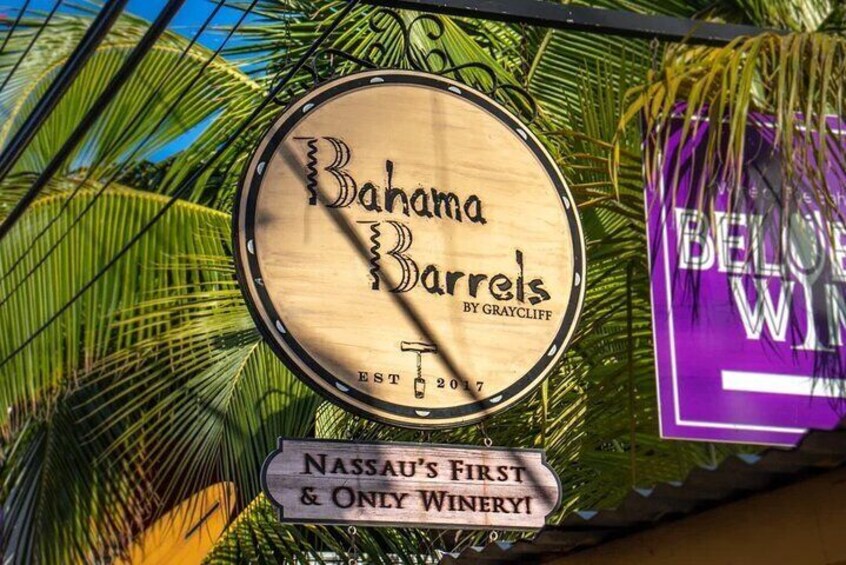 Bahama
Barrels
BY GRAYCLIFF
EST 2017
NASSAU'S FIRST
& ONLY WINERY!